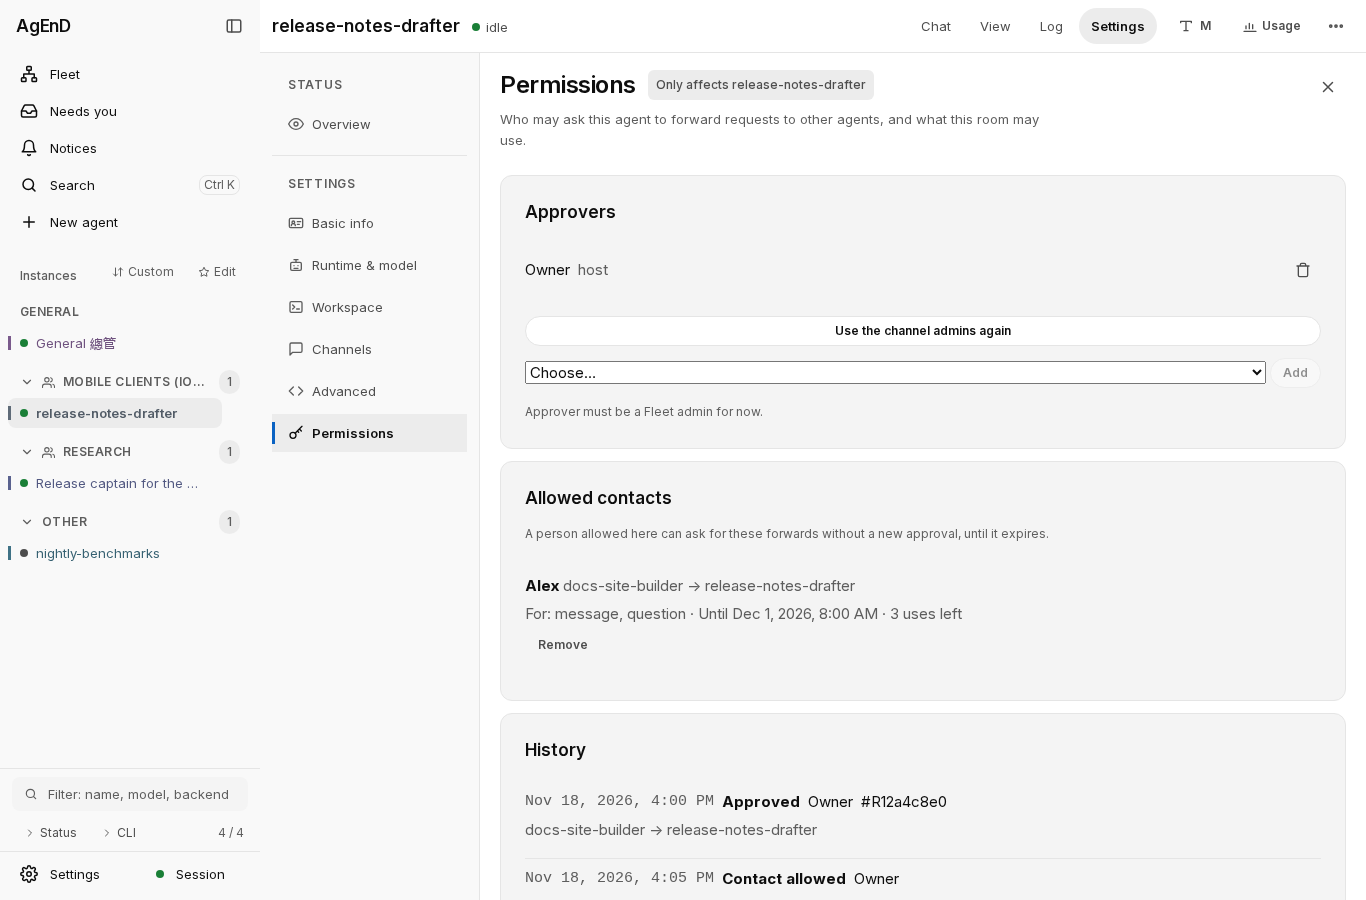 AgEnD
Fleet
Needs you
Notices
Search
Ctrl K
New agent
Instances
Custom
Edit
GENERAL
General 總管
MOBILE CLIENTS (IO...
1
release-notes-drafter
RESEARCH
1
Release captain for the ...
OTHER
1
nightly-benchmarks
Filter: name, model, backend
Status
CLI
4 / 4
Settings
Session
release-notes-drafter
idle
Chat
View
Log
Settings
M
Usage
STATUS
Overview
SETTINGS
Basic info
Runtime & model
Workspace
Channels
Advanced
Permissions
Permissions
Only affects release-notes-drafter
Who may ask this agent to forward requests to other agents, and what this room may
use.
Approvers
Owner host
Use the channel admins again
Choose...
Add
Approver must be a Fleet admin for now.
Allowed contacts
A person allowed here can ask for these forwards without a new approval, until it expires.
Alex docs-site-builder → release-notes-drafter
For: message, question · Until Dec 1, 2026, 8:00 AM · 3 uses left
Remove
History
Nov 18, 2026, 4:00 PM Approved Owner #R12a4c8e0
docs-site-builder → release-notes-drafter
Nov 18, 2026, 4:05 PM Contact allowed Owner